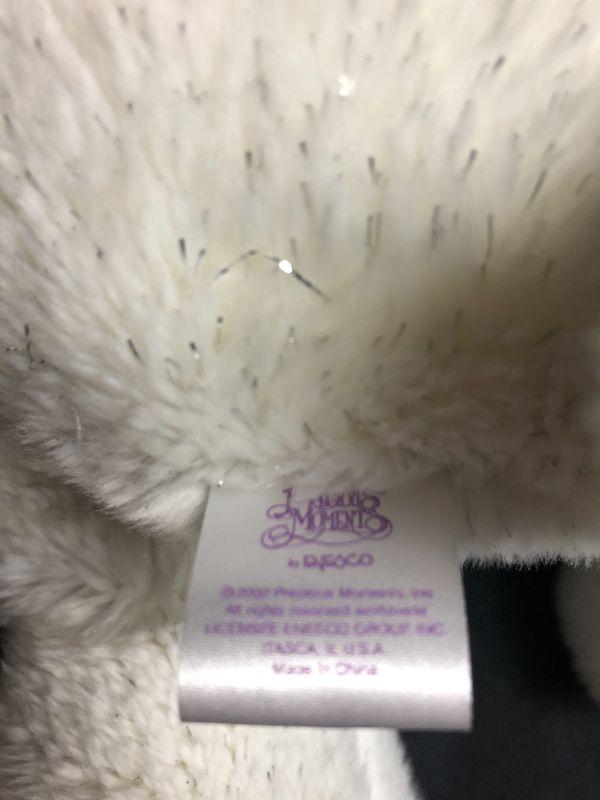 Precious
Moments
by ENESCO
© 2002 Precious Moments, Inc
All rights reserved worldwide
LICENSEE ENESCO GROUP, INC.
ITASCA, IL U.S.A.
Made in China